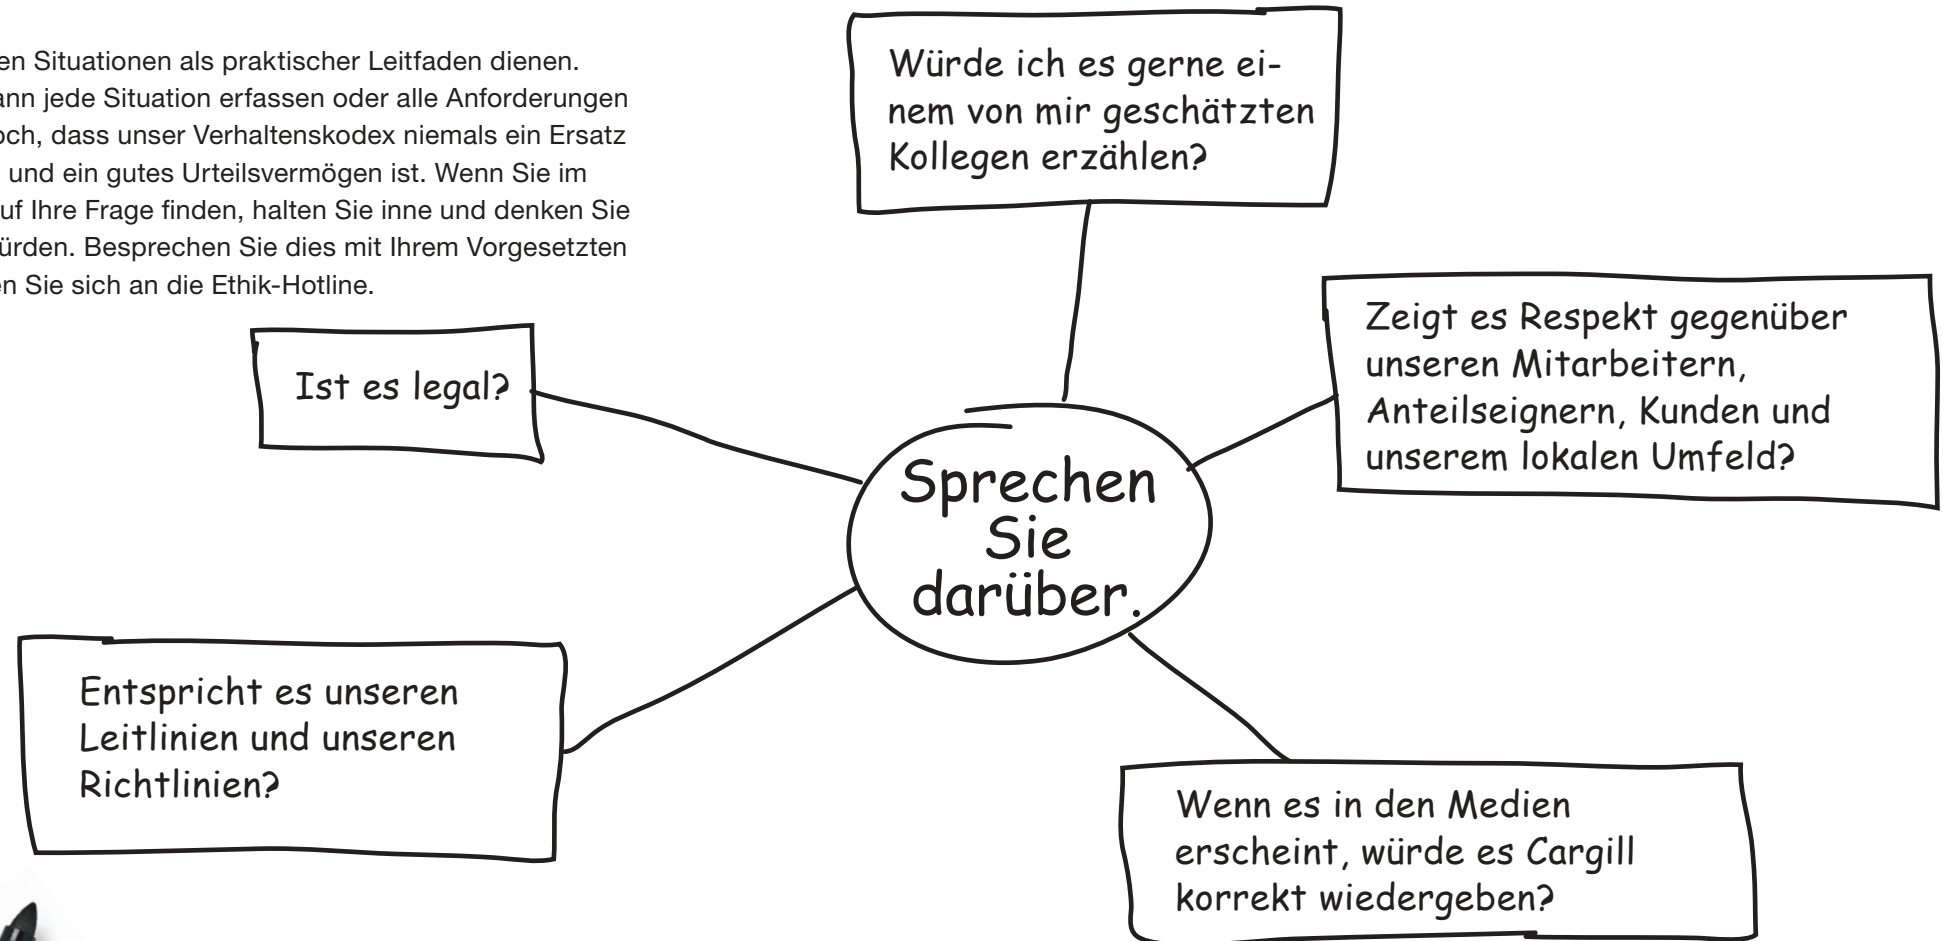 en Situationen als praktischer Leitfaden dienen.
ann jede Situation erfassen oder alle Anforderungen
och, dass unser Verhaltenskodex niemals ein Ersatz
und ein gutes Urteilsvermögen ist. Wenn Sie im
uf Ihre Frage finden, halten Sie inne und denken Sie
ürden. Besprechen Sie dies mit Ihrem Vorgesetzten
en Sie sich an die Ethik-Hotline.
Würde ich es gerne ei-
nem von mir geschätzten
Kollegen erzählen?
Zeigt es Respekt gegenüber
unseren Mitarbeitern,
Anteilseignern, Kunden und
unserem lokalen Umfeld?
Ist es legal?
Sprechen
Sie
darüber.
Entspricht es unseren
Leitlinien und unseren
Richtlinien?
Wenn es in den Medien
erscheint, würde es Cargill
korrekt wiedergeben?